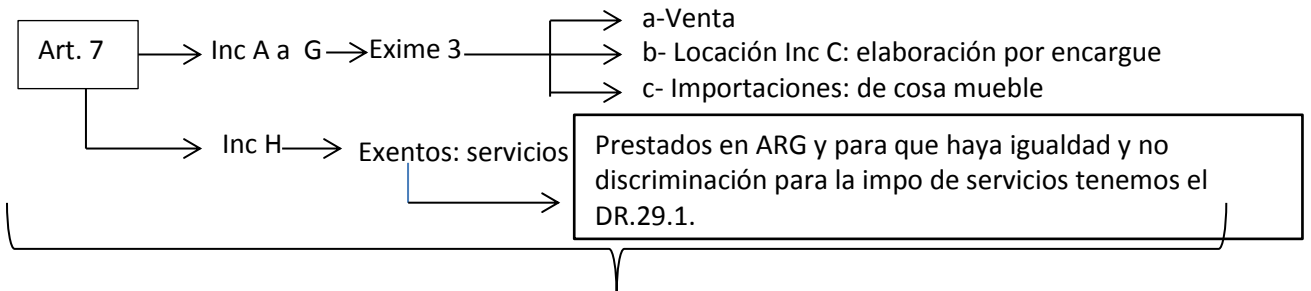 Art. 7
Inc A a G
Exime 3
a-Venta
b- Locación Inc C: elaboración por encargue
c- Importaciones: de cosa mueble
Inc H
Exentos: servicios
Prestados en ARG y para que haya igualdad y no
discriminación para la impo de servicios tenemos el
DR.29.1.